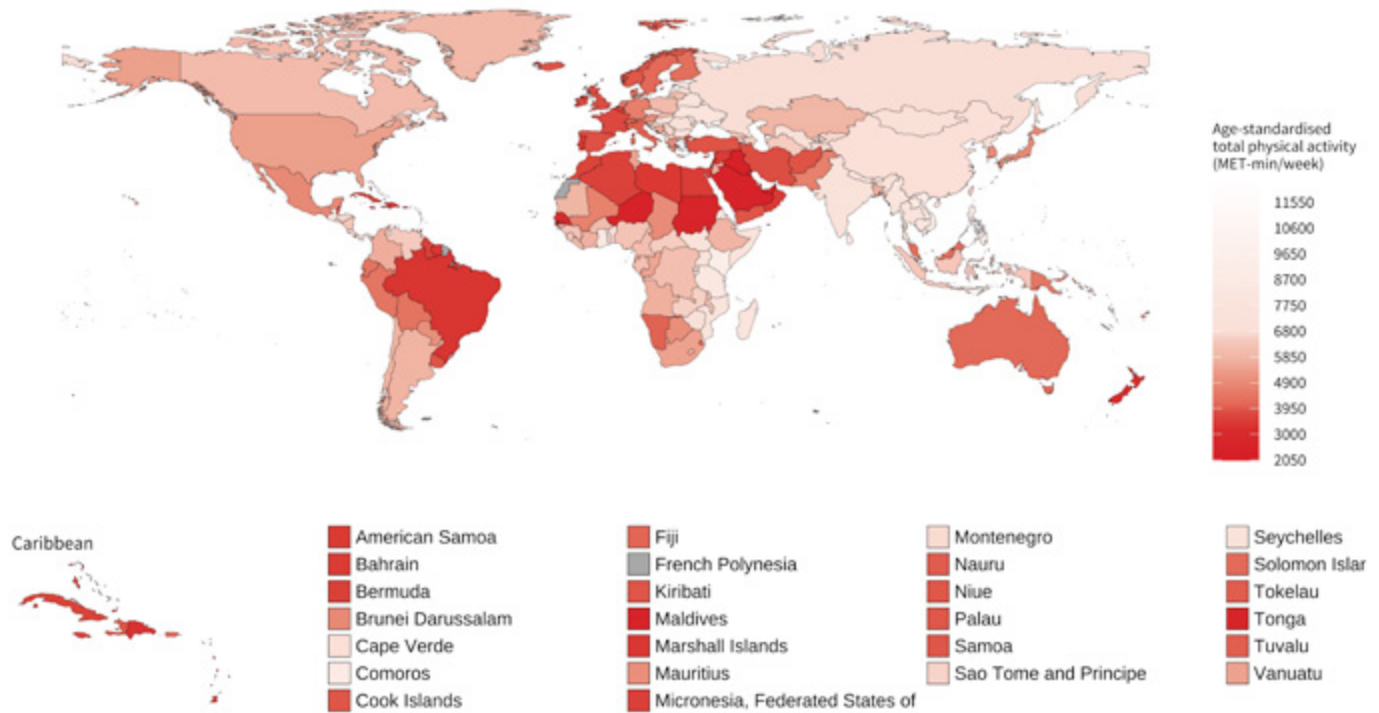 Age-standardised
total physical activity
(MET-min/week)
11550
10600
9650
8700
7750
6800
5850
4900
3950
3000
2050
Caribbean
American Samoa
Bahrain
Bermuda
Brunei Darussalam
Cape Verde
Comoros
Cook Islands
Fiji
French Polynesia
Kiribati
Maldives
Marshall Islands
Mauritius
Micronesia, Federated States of
Montenegro
Nauru
Niue
Palau
Samoa
Sao Tome and Principe
Seychelles
Solomon Islar
Tokelau
Tonga
Tuvalu
Vanuatu